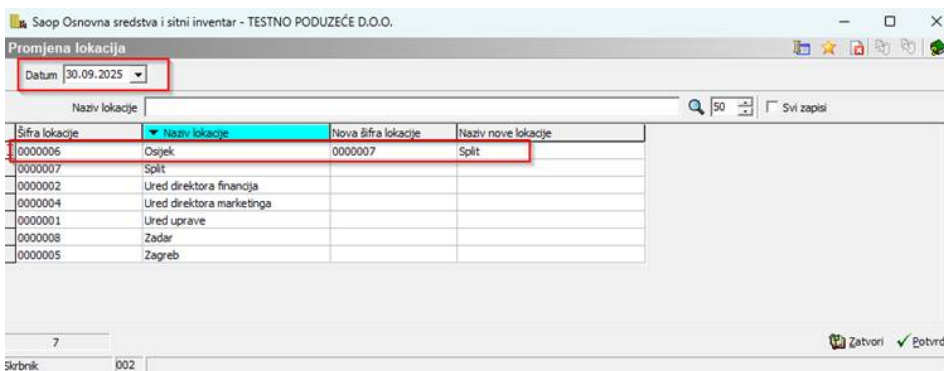 Saop Osnovna sredstva i sitni inventar - TESTNO PODUZEĆE D.O.O.
Promjena lokacija
Datum 30.09.2025
Naziv lokacije 50 Svi zapisi
Šifra lokacije Naziv lokacije Nova šifra lokacije Naziv nove lokacije
0000006 Osijek 0000007 Split
0000007 Split
0000002 Ured direktora financija
0000004 Ured direktora marketinga
0000001 Ured uprave
0000008 Zadar
0000005 Zagreb
7 Zatvori Potvrd
Skrbnik 002